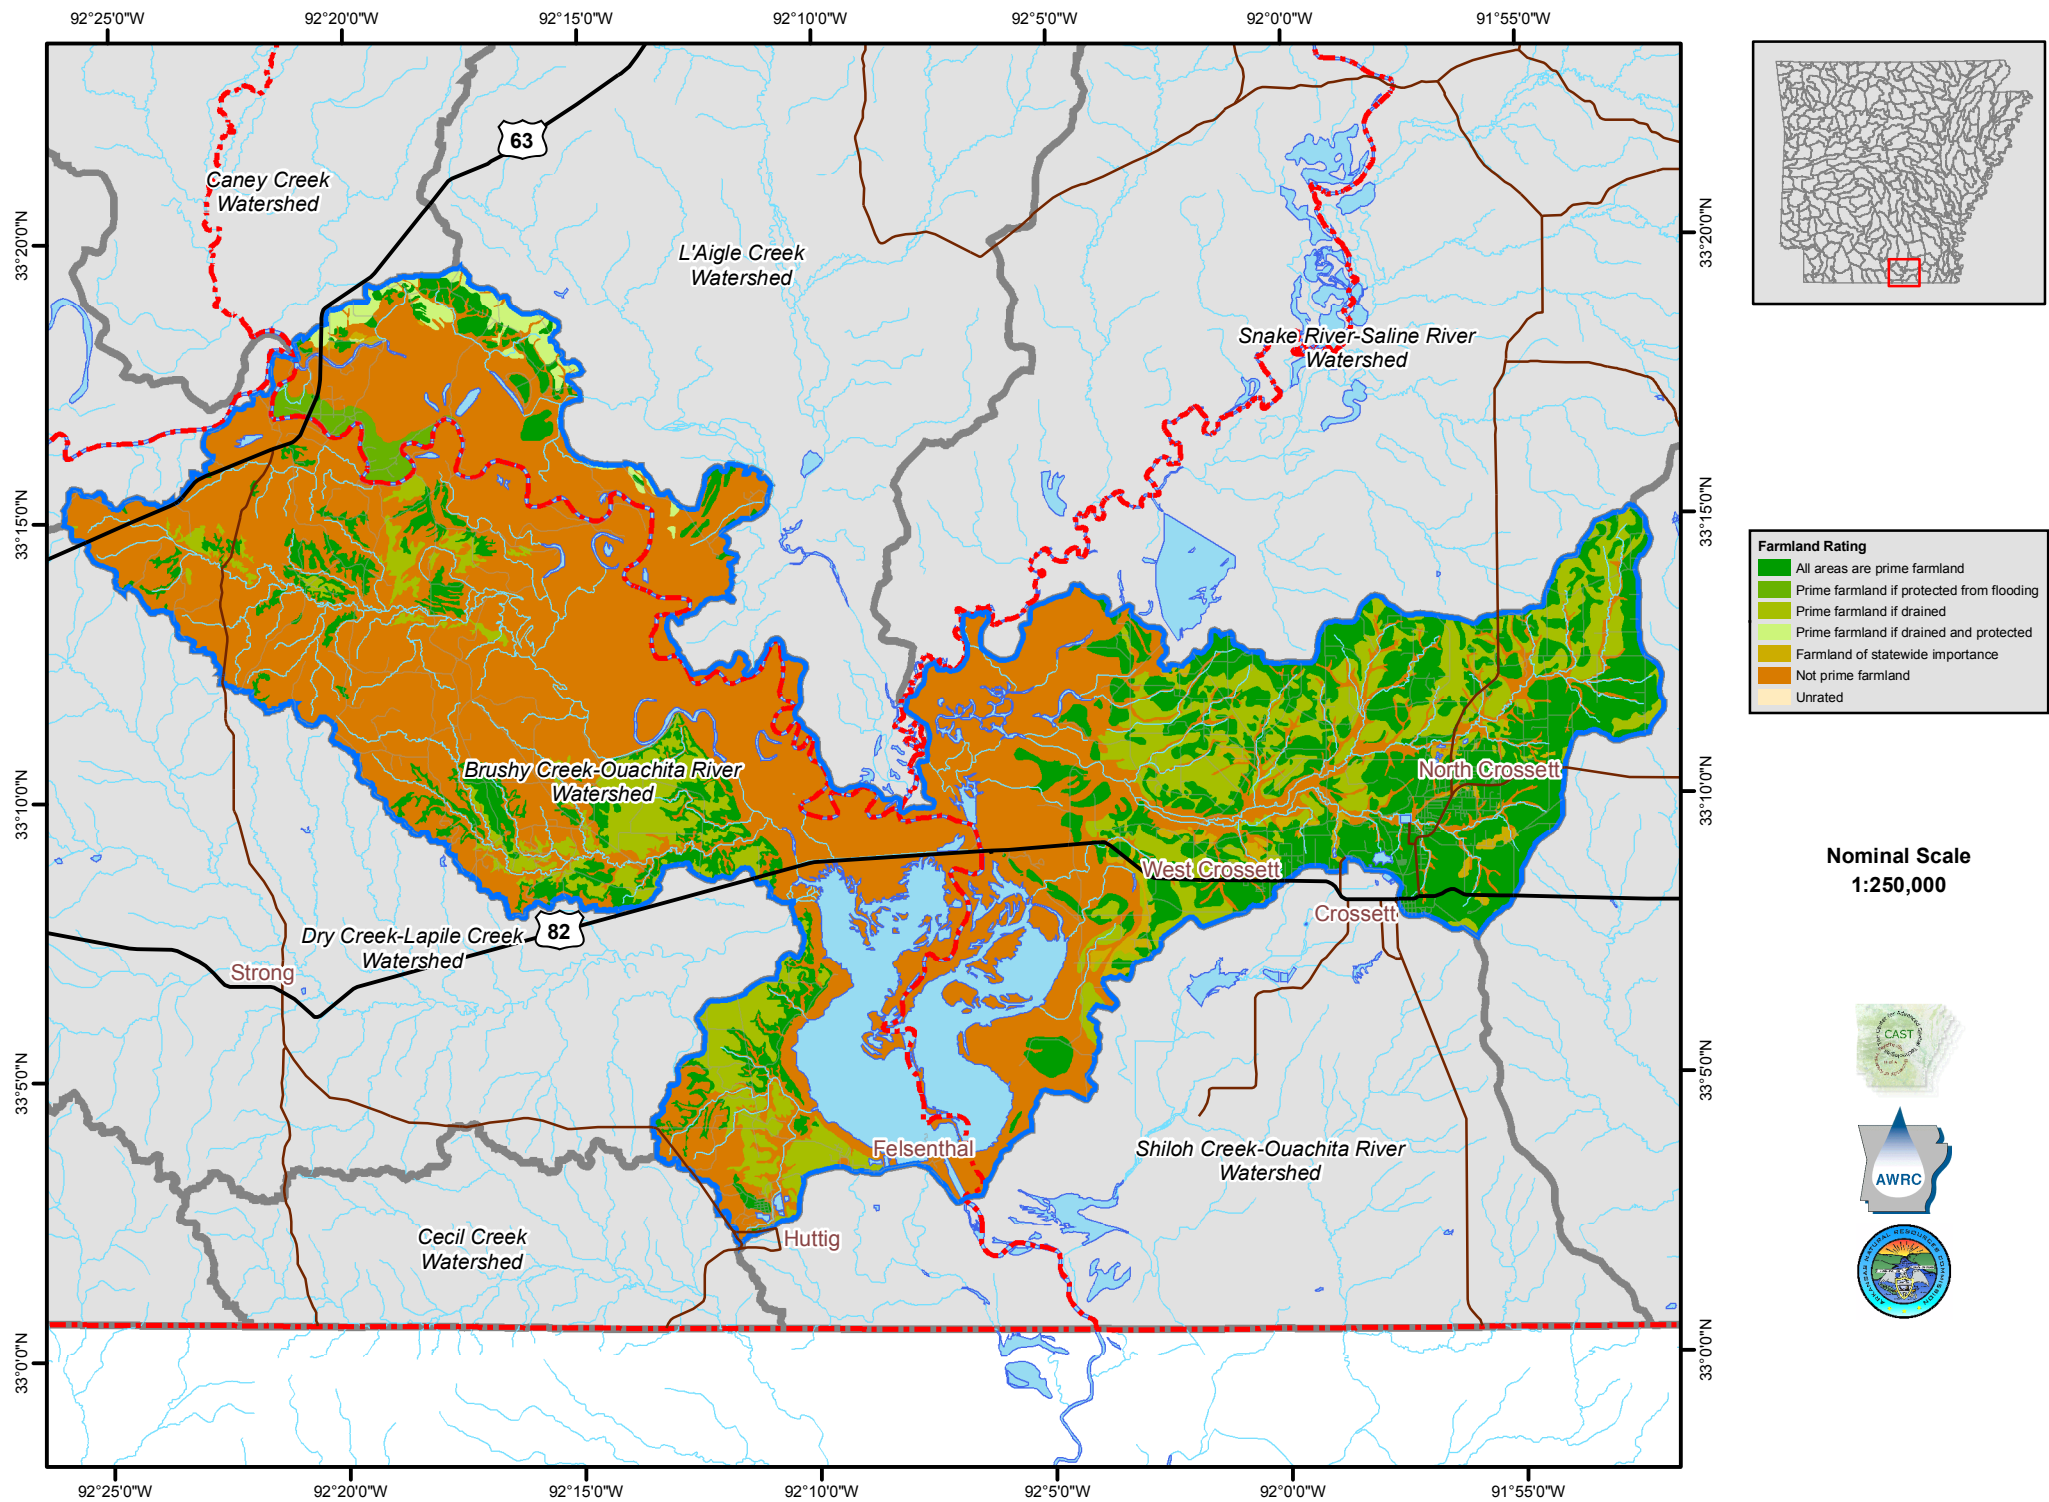 92°25'0"W
92°20'0"W
92°15'0"W
92°10'0"W
92°5'0"W
92°0'0"W
91°55'0"W
63
Caney Creek
Watershed
L'Aigle Creek
Watershed
33°20'0"N
33°20'0"N
Snake River-Saline River
Watershed
33°15'0"N
33°15'0"N
Farmland Rating
All areas are prime farmland
Prime farmland if protected from flooding
Prime farmland if drained
Prime farmland if drained and protected
Farmland of statewide importance
Not prime farmland
Unrated
Brushy Creek-Ouachita River
Watershed
North Crossett
33°10'0"N
33°10'0"N
Nominal Scale
1:250,000
West Crossett
Crossett
82
Dry Creek-Lapile Creek
Watershed
Strong
CAST
33°5'0"N
33°5'0"N
Felsenthal
Shiloh Creek-Ouachita River
Watershed
AWRC
Cecil Creek
Watershed
Huttig
ARKANSAS NATURAL RESOURCES COMMISSION
33°0'0"N
33°0'0"N
92°25'0"W
92°20'0"W
92°15'0"W
92°10'0"W
92°5'0"W
92°0'0"W
91°55'0"W